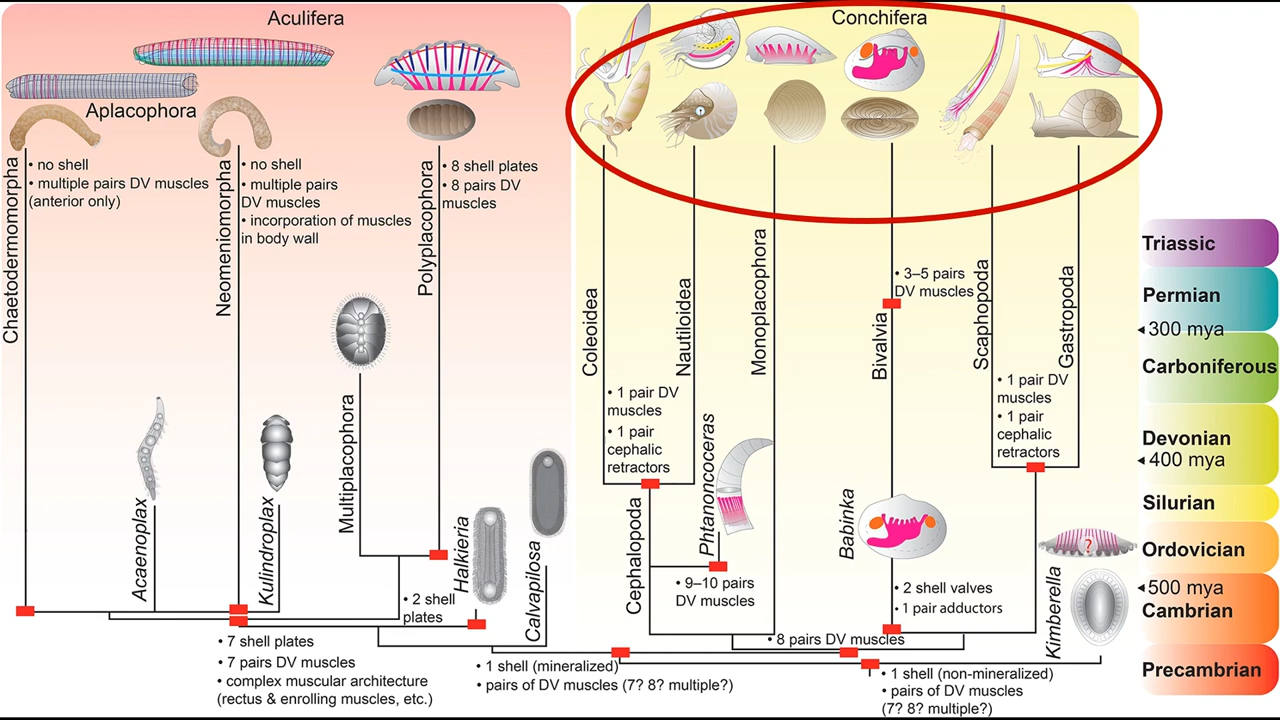 Aculifera
Conchifera
Aplacophora
Chaetodermomorpha
• no shell
• multiple pairs DV muscles
(anterior only)
Neomeniomorpha
• no shell
• multiple pairs
DV muscles
• incorporation of muscles
in body wall
Polyplacophora
• 8 shell plates
• 8 pairs DV
muscles
Coleoidea
Nautiloidea
Monoplacophora
Bivalvia
• 3–5 pairs
DV muscles
Scaphopoda
Gastropoda
• 1 pair DV
muscles
• 1 pair
cephalic
retractors
• 1 pair DV
muscles
• 1 pair
cephalic
retractors
Acaenoplax
Kulindroplax
Multiplacophora
Halkieria
Calvapilosa
Cephalopoda
Phtanoncoceras
• 9–10 pairs
DV muscles
Babinka
• 2 shell valves
• 1 pair adductors
?
Kimberella
• 2 shell
plates
• 8 pairs DV muscles
• 7 shell plates
• 7 pairs DV muscles
• complex muscular architecture
(rectus & enrolling muscles, etc.)
• 1 shell (mineralized)
• pairs of DV muscles (7? 8? multiple?)
• 1 shell (non-mineralized)
• pairs of DV muscles
(7? 8? multiple?)
Triassic
Permian
◄ 300 mya
Carboniferous
Devonian
◄ 400 mya
Silurian
Ordovician
◄ 500 mya
Cambrian
Precambrian